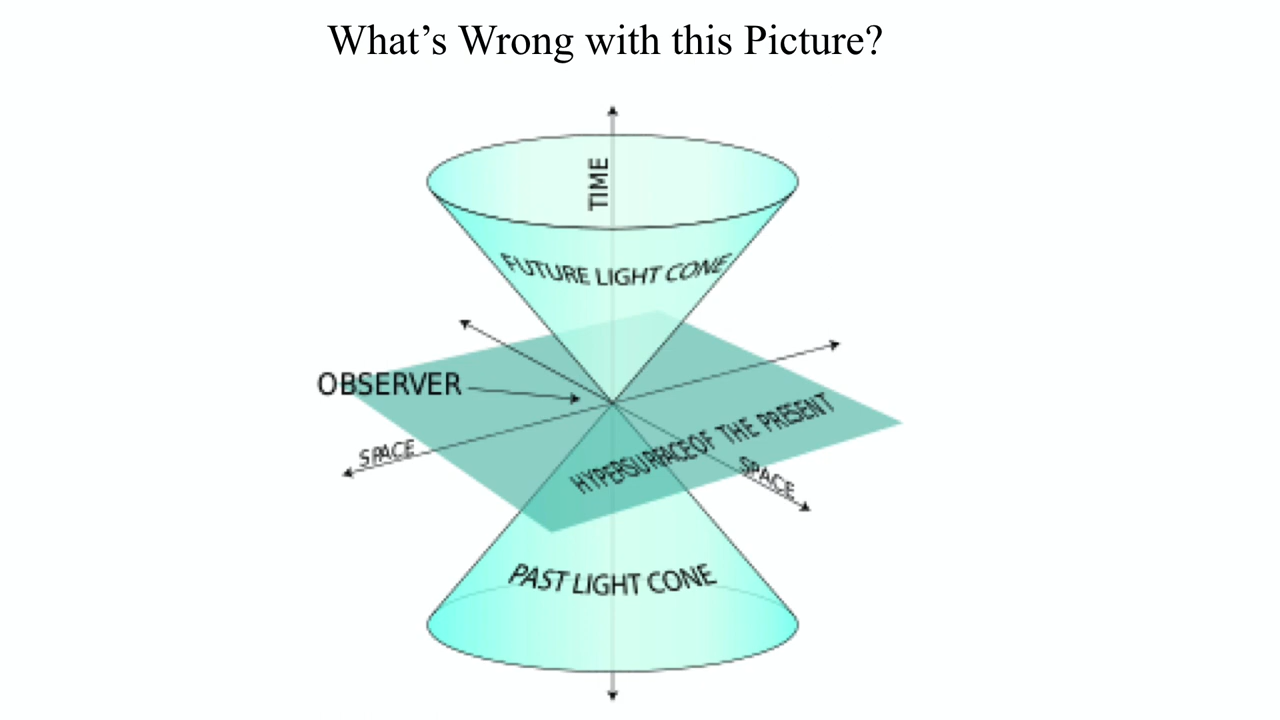 What’s Wrong with this Picture?
TIME
FUTURE LIGHT CONE
OBSERVER
SPACE
HYPERSURFACE OF THE PRESENT
SPACE
PAST LIGHT CONE